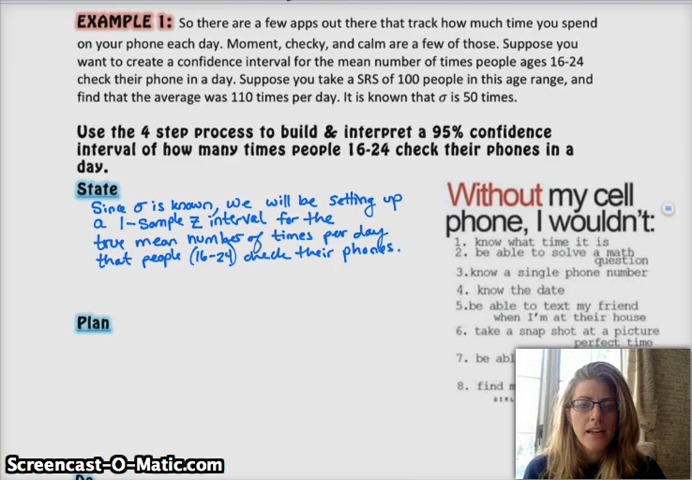 EXAMPLE 1: So there are a few apps out there that track how much time you spend
on your phone each day. Moment, checky, and calm are a few of those. Suppose you
want to create a confidence interval for the mean number of times people ages 16-24
check their phone in a day. Suppose you take a SRS of 100 people in this age range, and
find that the average was 110 times per day. It is known that σ is 50 times.
Use the 4 step process to build & interpret a 95% confidence
interval of how many times people 16-24 check their phones in a
day.
State
Since σ is known, we will be setting up
a 1-Sample Z interval for the
true mean number of times per day
that people (16-24) check their phones.
Plan
Without my cell
phone, I wouldn't:
1. know what time it is
2. be able to solve a math
question
3.know a single phone number
4. know the date
5.be able to text my friend
when I'm at their house
6. take a snap shot at a picture
perfect time
7. be abl
8. find m
Screencast-O-Matic.com